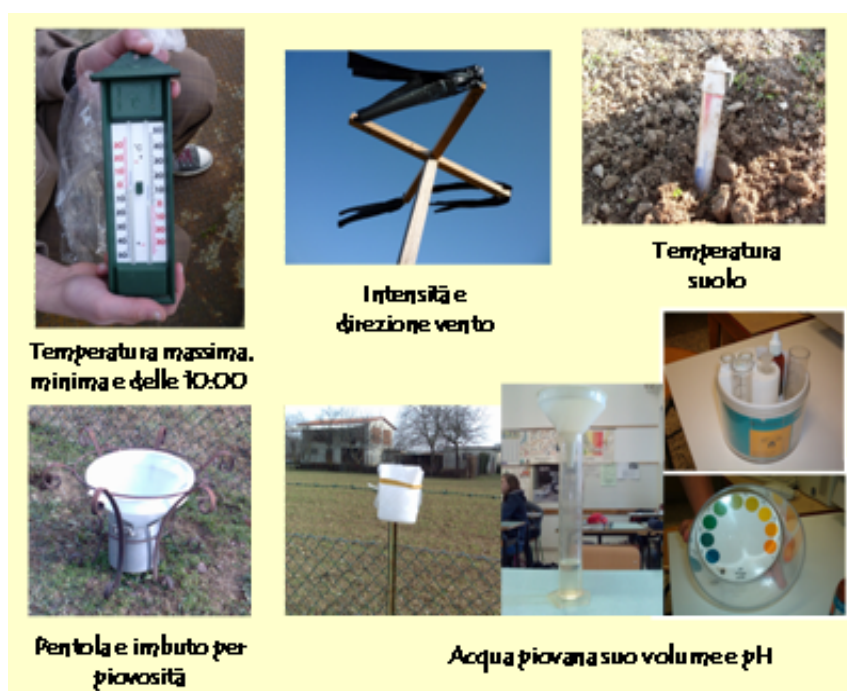 Temperatura massima,
minima e delle 10:00
Intensità e
direzione vento
Temperatura
suolo
Pentola e imbuto per
piovosità
Acqua piovana suo volume e pH